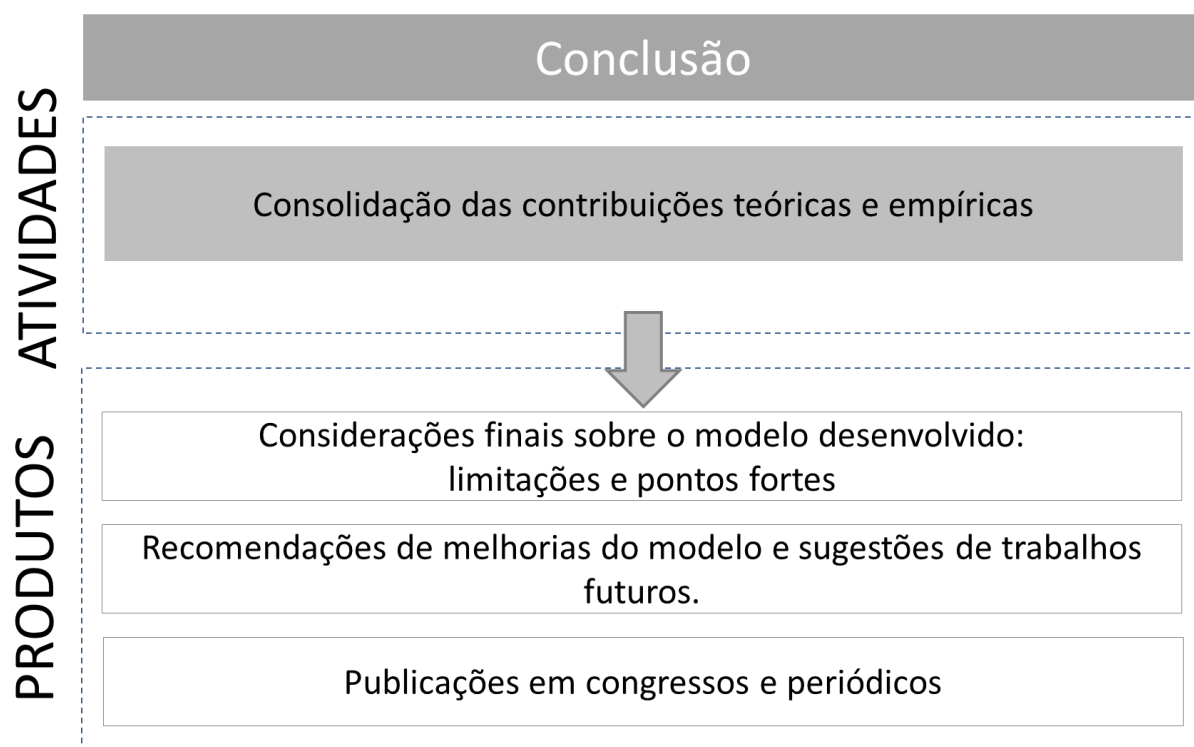 Conclusão
ATIVIDADES
Consolidação das contribuições teóricas e empíricas
PRODUTOS
Considerações finais sobre o modelo desenvolvido:
limitações e pontos fortes
Recomendações de melhorias do modelo e sugestões de trabalhos
futuros.
Publicações em congressos e periódicos